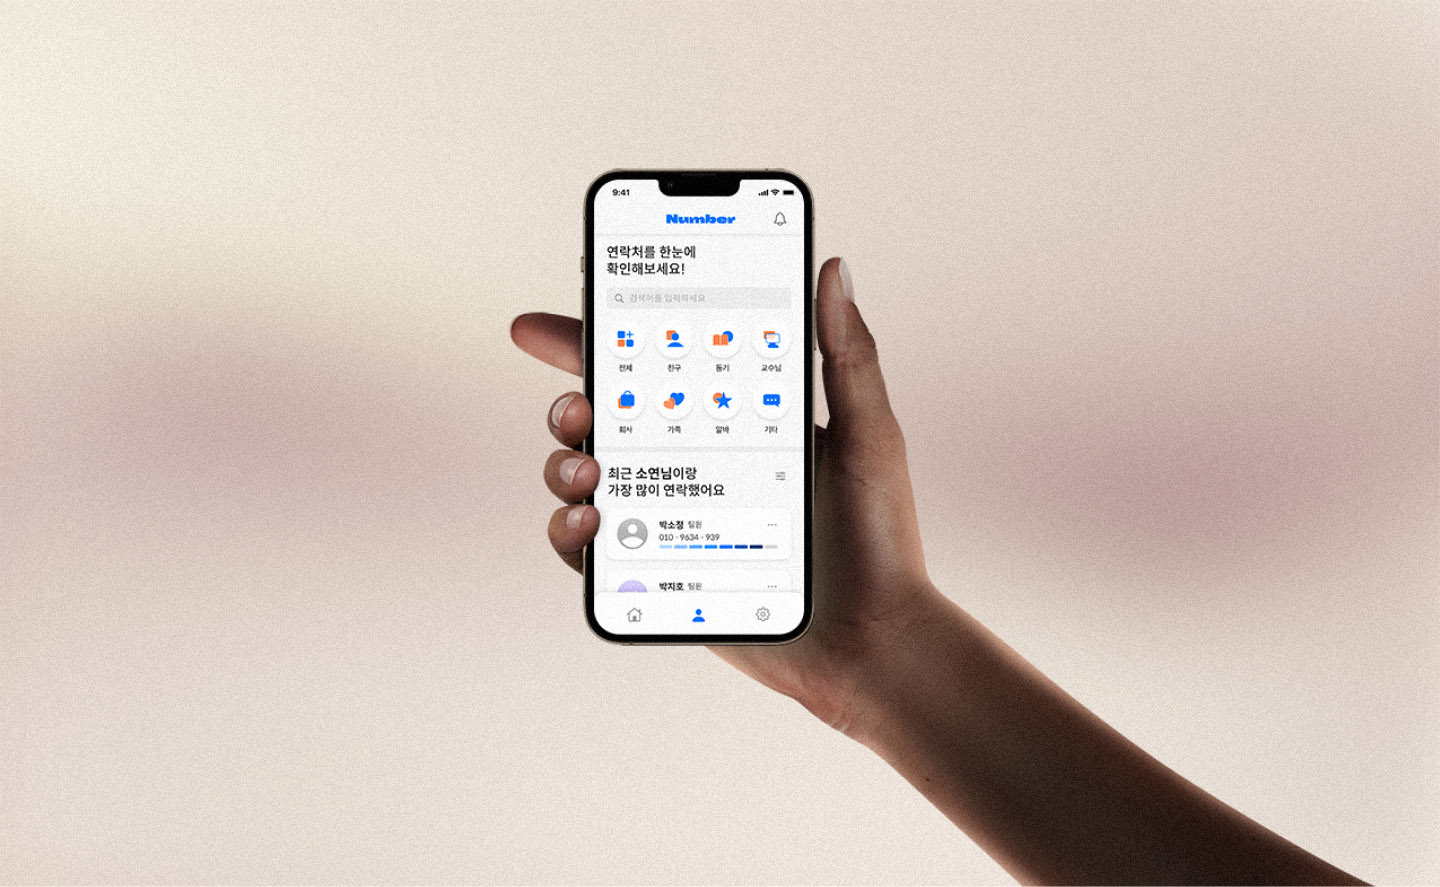 9:41
Number
연락처를 한눈에
확인해보세요!
검색어를 입력하세요
전체 친구 동기 교수님
회사 가족 알바 기타
최근 소연님이랑
가장 많이 연락했어요
박소정 팀원
010 - 9634 - 939
박지호 팀원